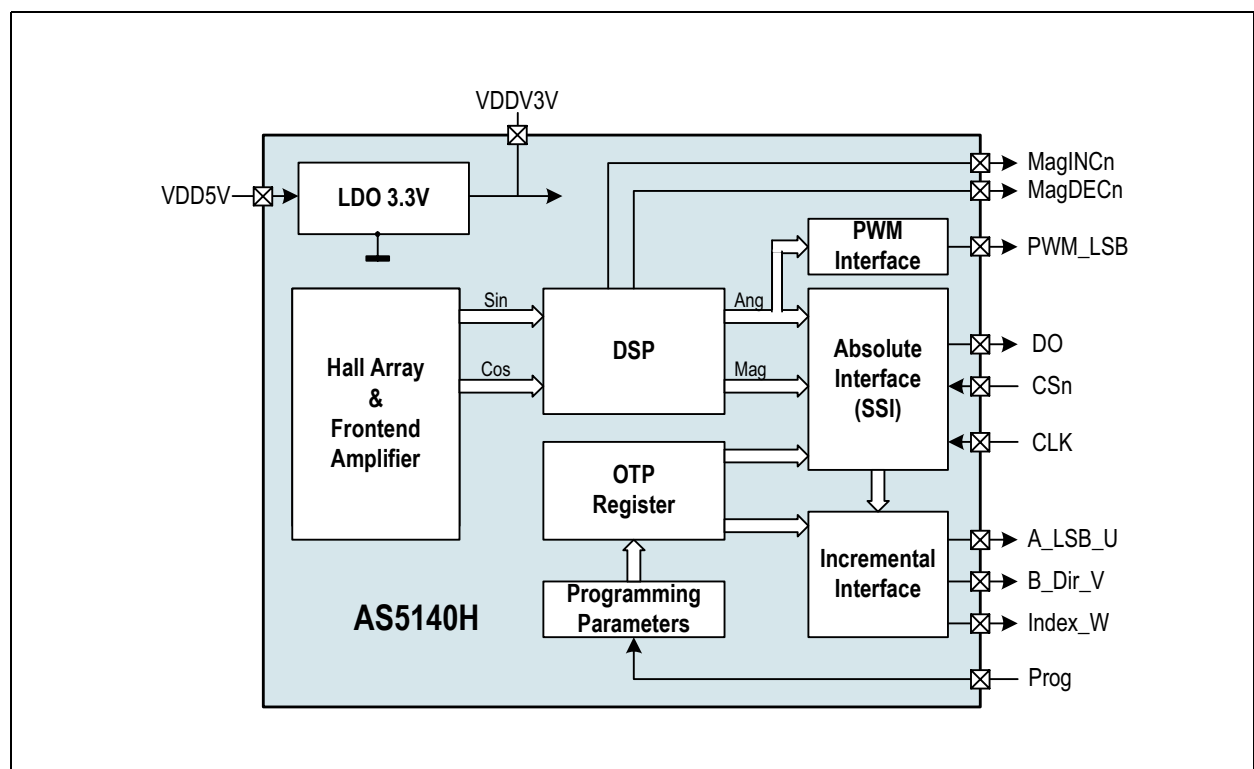 VDDV3V
VDD5V
LDO 3.3V
MagINCn
MagDECn
PWM
Interface
PWM_LSB
Hall Array
&
Frontend
Amplifier
Sin
Cos
DSP
Ang
Mag
Absolute
Interface
(SSI)
DO
CSn
CLK
OTP
Register
Programming
Parameters
Incremental
Interface
A_LSB_U
B_Dir_V
Index_W
Prog
AS5140H